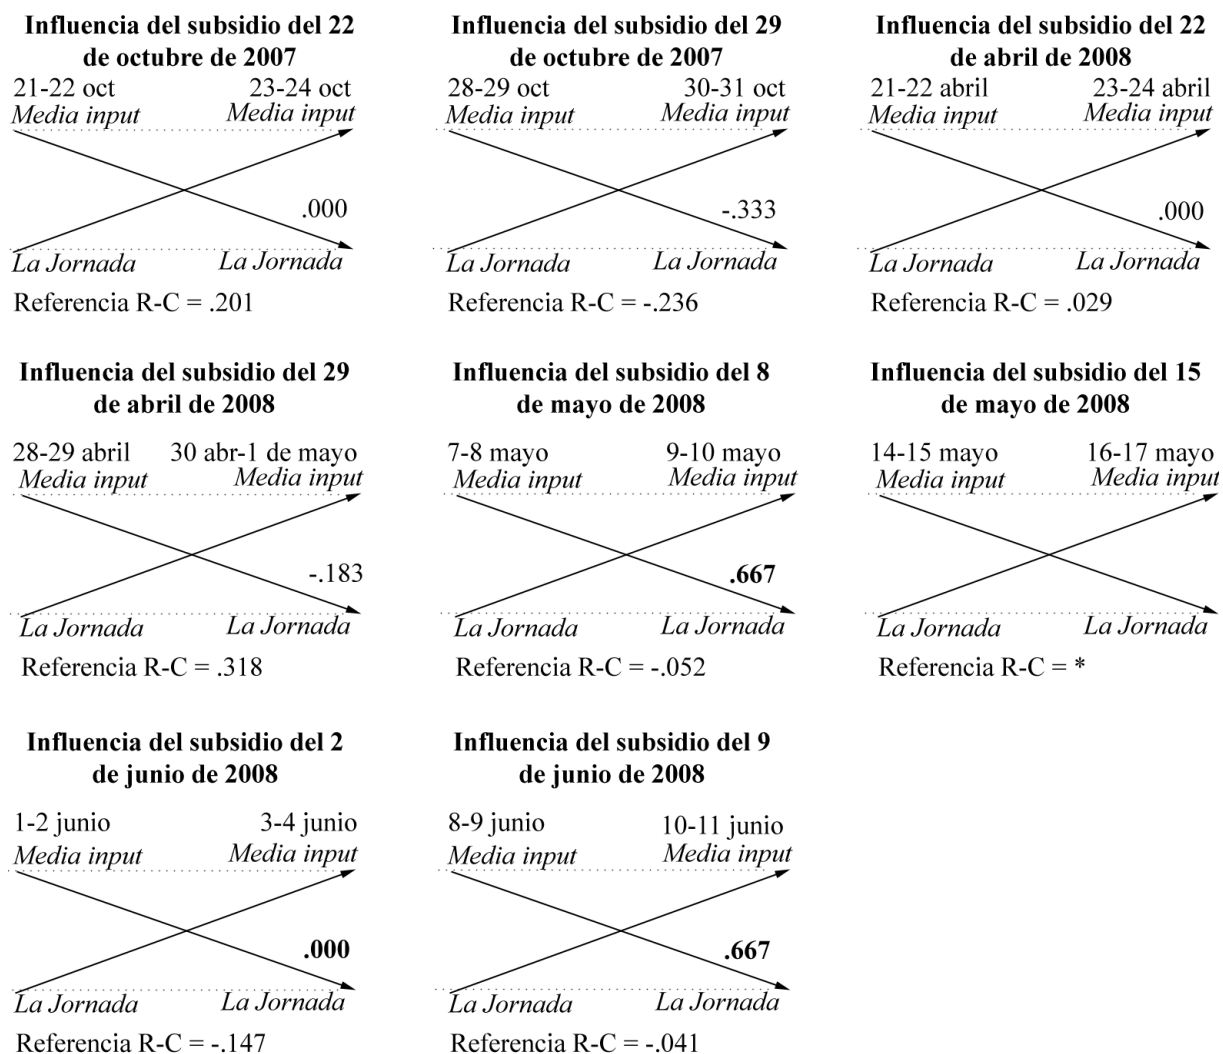 Influencia del subsidio del 22
de octubre de 2007
21-22 oct 23-24 oct
Media input Media input
.000
La Jornada La Jornada
Referencia R-C = .201
Influencia del subsidio del 29
de octubre de 2007
28-29 oct 30-31 oct
Media input Media input
-.333
La Jornada La Jornada
Referencia R-C = -.236
Influencia del subsidio del 22
de abril de 2008
21-22 abril 23-24 abril
Media input Media input
.000
La Jornada La Jornada
Referencia R-C = .029
Influencia del subsidio del 29
de abril de 2008
28-29 abril 30 abr-1 de mayo
Media input Media input
-.183
La Jornada La Jornada
Referencia R-C = .318
Influencia del subsidio del 8
de mayo de 2008
7-8 mayo 9-10 mayo
Media input Media input
.667
La Jornada La Jornada
Referencia R-C = -.052
Influencia del subsidio del 15
de mayo de 2008
14-15 mayo 16-17 mayo
Media input Media input
La Jornada La Jornada
Referencia R-C = *
Influencia del subsidio del 2
de junio de 2008
1-2 junio 3-4 junio
Media input Media input
.000
La Jornada La Jornada
Referencia R-C = -.147
Influencia del subsidio del 9
de junio de 2008
8-9 junio 10-11 junio
Media input Media input
.667
La Jornada La Jornada
Referencia R-C = -.041